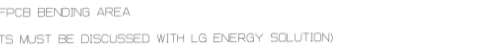 FPCB BENDING AREA
TS MUST BE DISCUSSED WITH LG ENERGY SOLUTION)